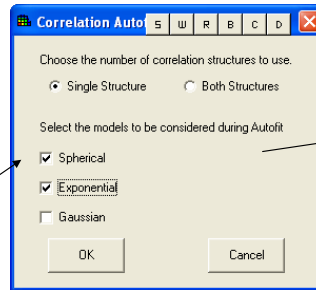 Correlation Autof S W R B C D
Choose the number of correlation structures to use.
Single Structure Both Structures
Select the models to be considered during Autofit
Spherical
Exponential
Gaussian
OK Cancel